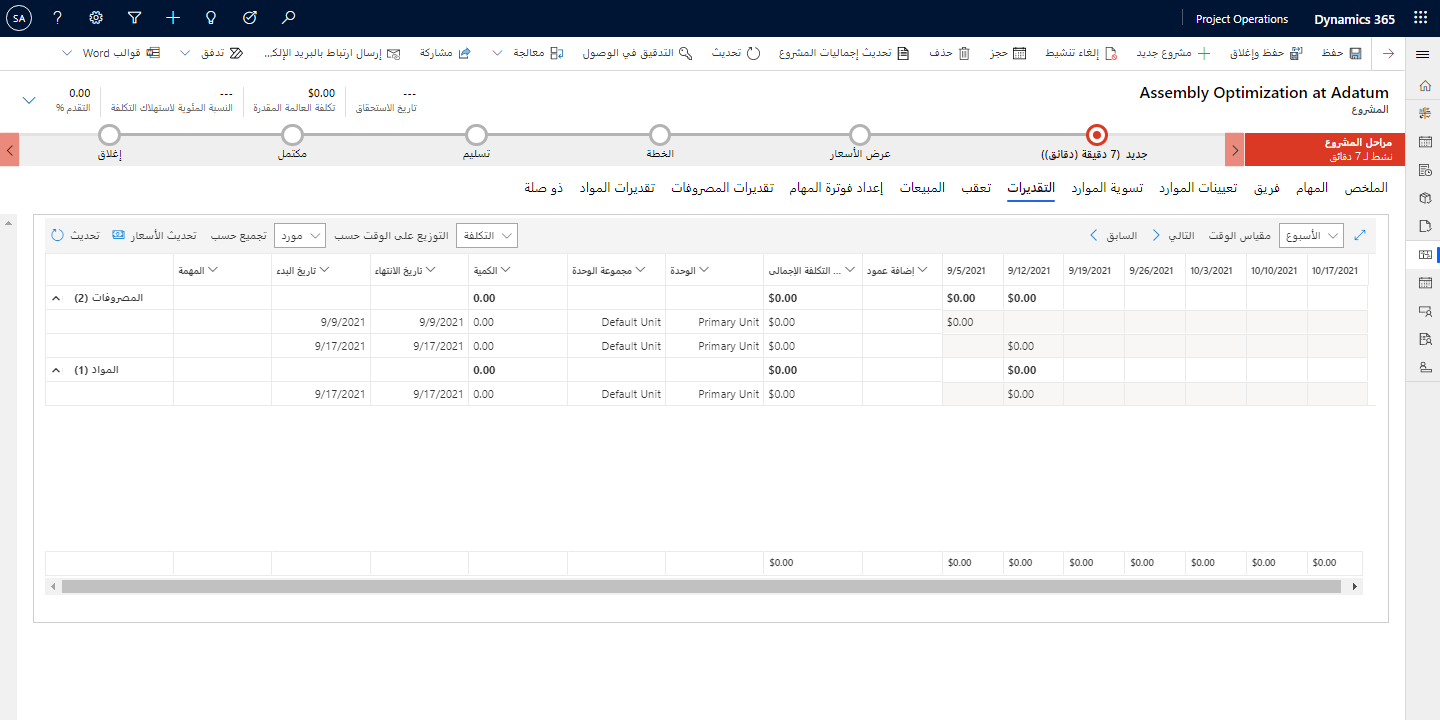 Dynamics 365
Project Operations
SA
حفظ
حفظ وإغلاق
مشروع جديد
إلغاء تنشيط
حجز
تحديث إجماليات المشروع
حذف
تحديث
التدقيق في الوصول
معالجة
مشاركة
إرسال ارتباط بالبريد الإلكـ...
تدفق
قوالب Word
Assembly Optimization at Adatum
المشروع
---
تاريخ الاستحقاق
$0.00
تكلفة العمالة المقدرة
---
النسبة المئوية لاستهلاك التكلفة
0.00
التقدم %
مراحل المشروع
نشط لـ 7 دقائق
جديد (7 دقيقة (دقائق))
عرض الأسعار
الخطة
تسليم
مكتمل
إغلاق
الملخص
المهام
فريق
تعيينات الموارد
تسوية الموارد
التقديرات
تعقب
المبيعات
إعداد فوترة المهام
تقديرات المصروفات
تقديرات المواد
ذو صلة
الأسبوع
مقياس الوقت
التالي
السابق
التكلفة
التوزيع على الوقت حسب
مورد
تجميع حسب
تحديث الأسعار
تحديث
المهمة تاريخ البدء تاريخ الانتهاء الكمية مجموعة الوحدة الوحدة التكلفة الإجمالي ... إضافة عمود 9/5/2021 9/12/2021 9/19/2021 9/26/2021 10/3/2021 10/10/2021 10/17/2021
المصروفات (2) 0.00 $0.00 $0.00 $0.00
9/9/2021 9/9/2021 0.00 Default Unit Primary Unit $0.00 $0.00
9/17/2021 9/17/2021 0.00 Default Unit Primary Unit $0.00 $0.00
المواد (1) 0.00 $0.00 $0.00
9/17/2021 9/17/2021 0.00 Default Unit Primary Unit $0.00 $0.00
$0.00 $0.00 $0.00 $0.00 $0.00 $0.00 $0.00 $0.00